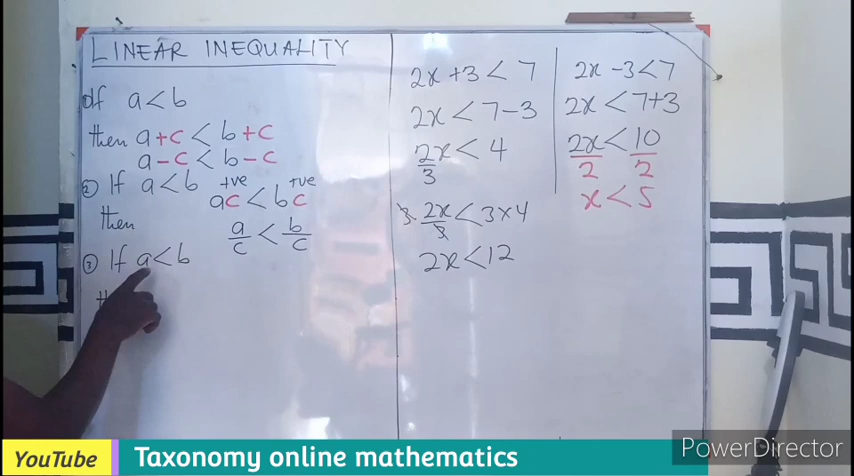 LINEAR INEQUALITY
① If a < b
then a + c < b + c
a - c < b - c
② If a < b
+ve +ve
ac < bc
then
a/c < b/c
③ If a < b
2x + 3 < 7
2x < 7 - 3
2x/3 < 4
3. 2x/3 < 3 x 4
2x < 12
2x - 3 < 7
2x < 7 + 3
2x/2 < 10/2
x < 5
YouTube Taxonomy online mathematics
PowerDirector